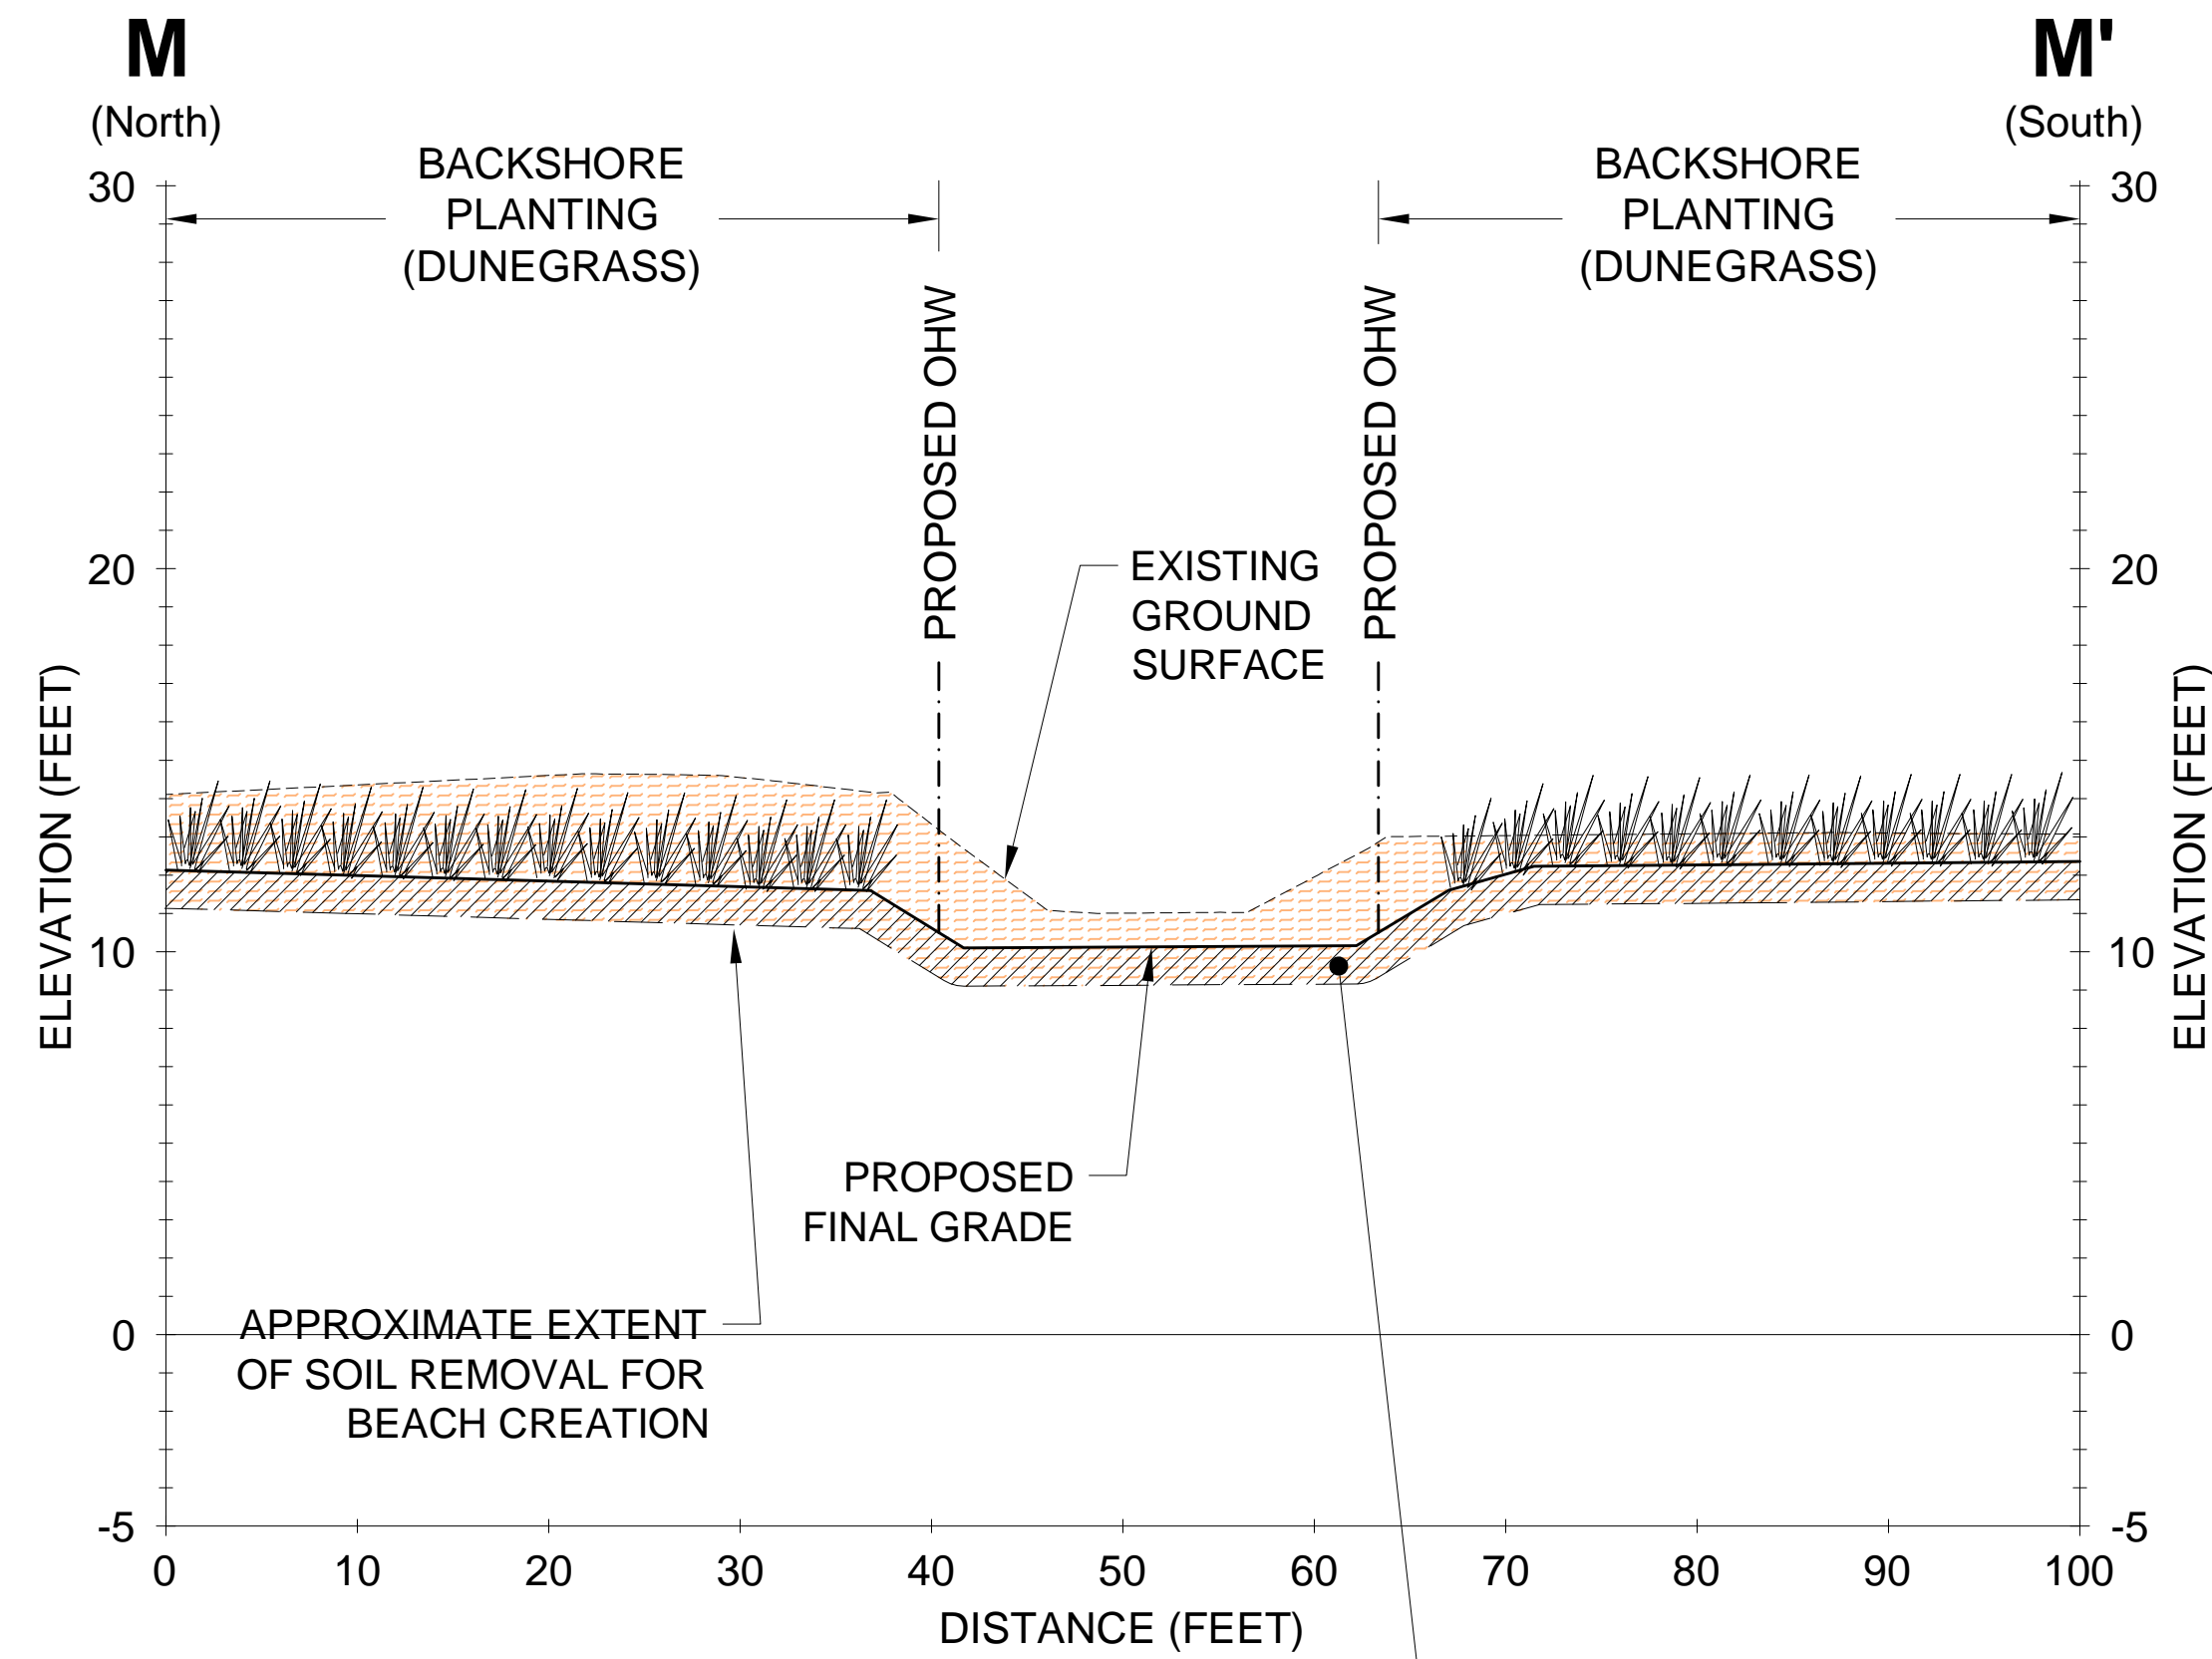 M
(North)
M'
(South)
BACKSHORE
PLANTING
(DUNEGRASS)
BACKSHORE
PLANTING
(DUNEGRASS)
30
20
10
0
-5
30
20
10
0
-5
ELEVATION (FEET)
ELEVATION (FEET)
PROPOSED OHW
PROPOSED OHW
EXISTING
GROUND
SURFACE
PROPOSED
FINAL GRADE
APPROXIMATE EXTENT
OF SOIL REMOVAL FOR
BEACH CREATION
0 10 20 30 40 50 60 70 80 90 100
DISTANCE (FEET)